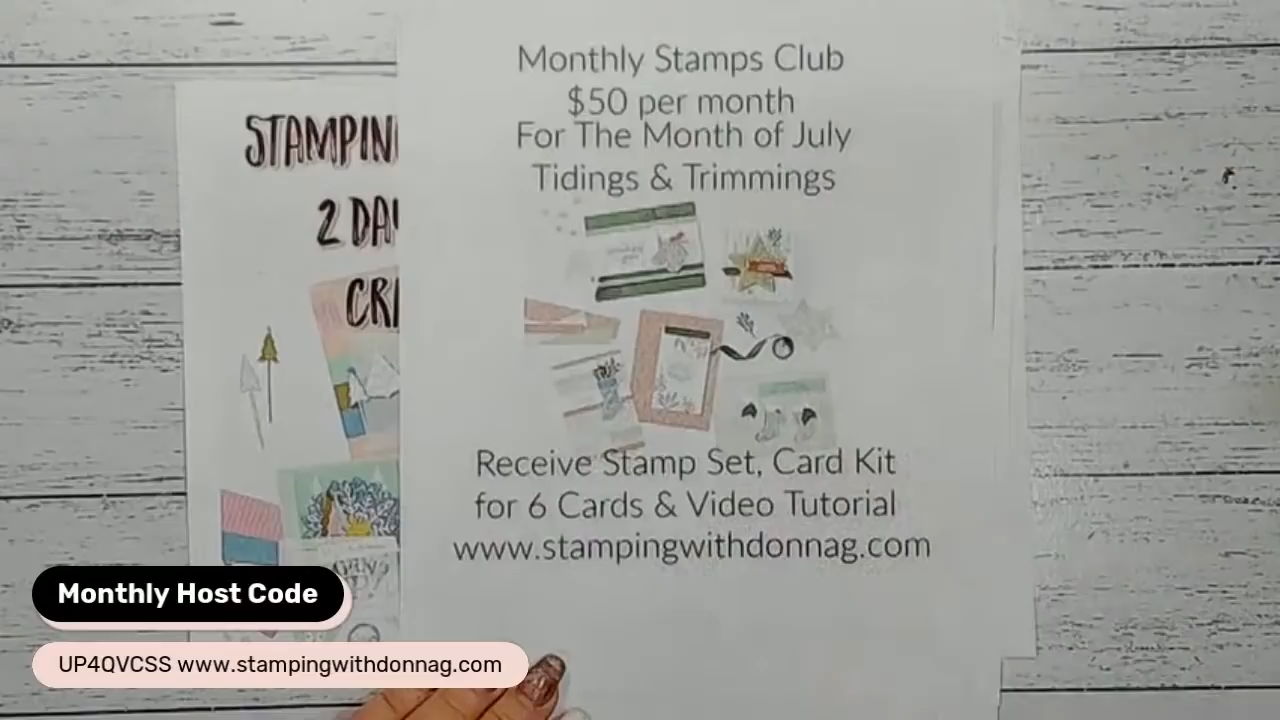 Monthly Stamps Club
$50 per month
For The Month of July
Tidings & Trimmings
STAMPIN
2 DA
CR
Receive Stamp Set, Card Kit
for 6 Cards & Video Tutorial
www.stampingwithdonnag.com
Monthly Host Code
UP4QVCSS www.stampingwithdonnag.com